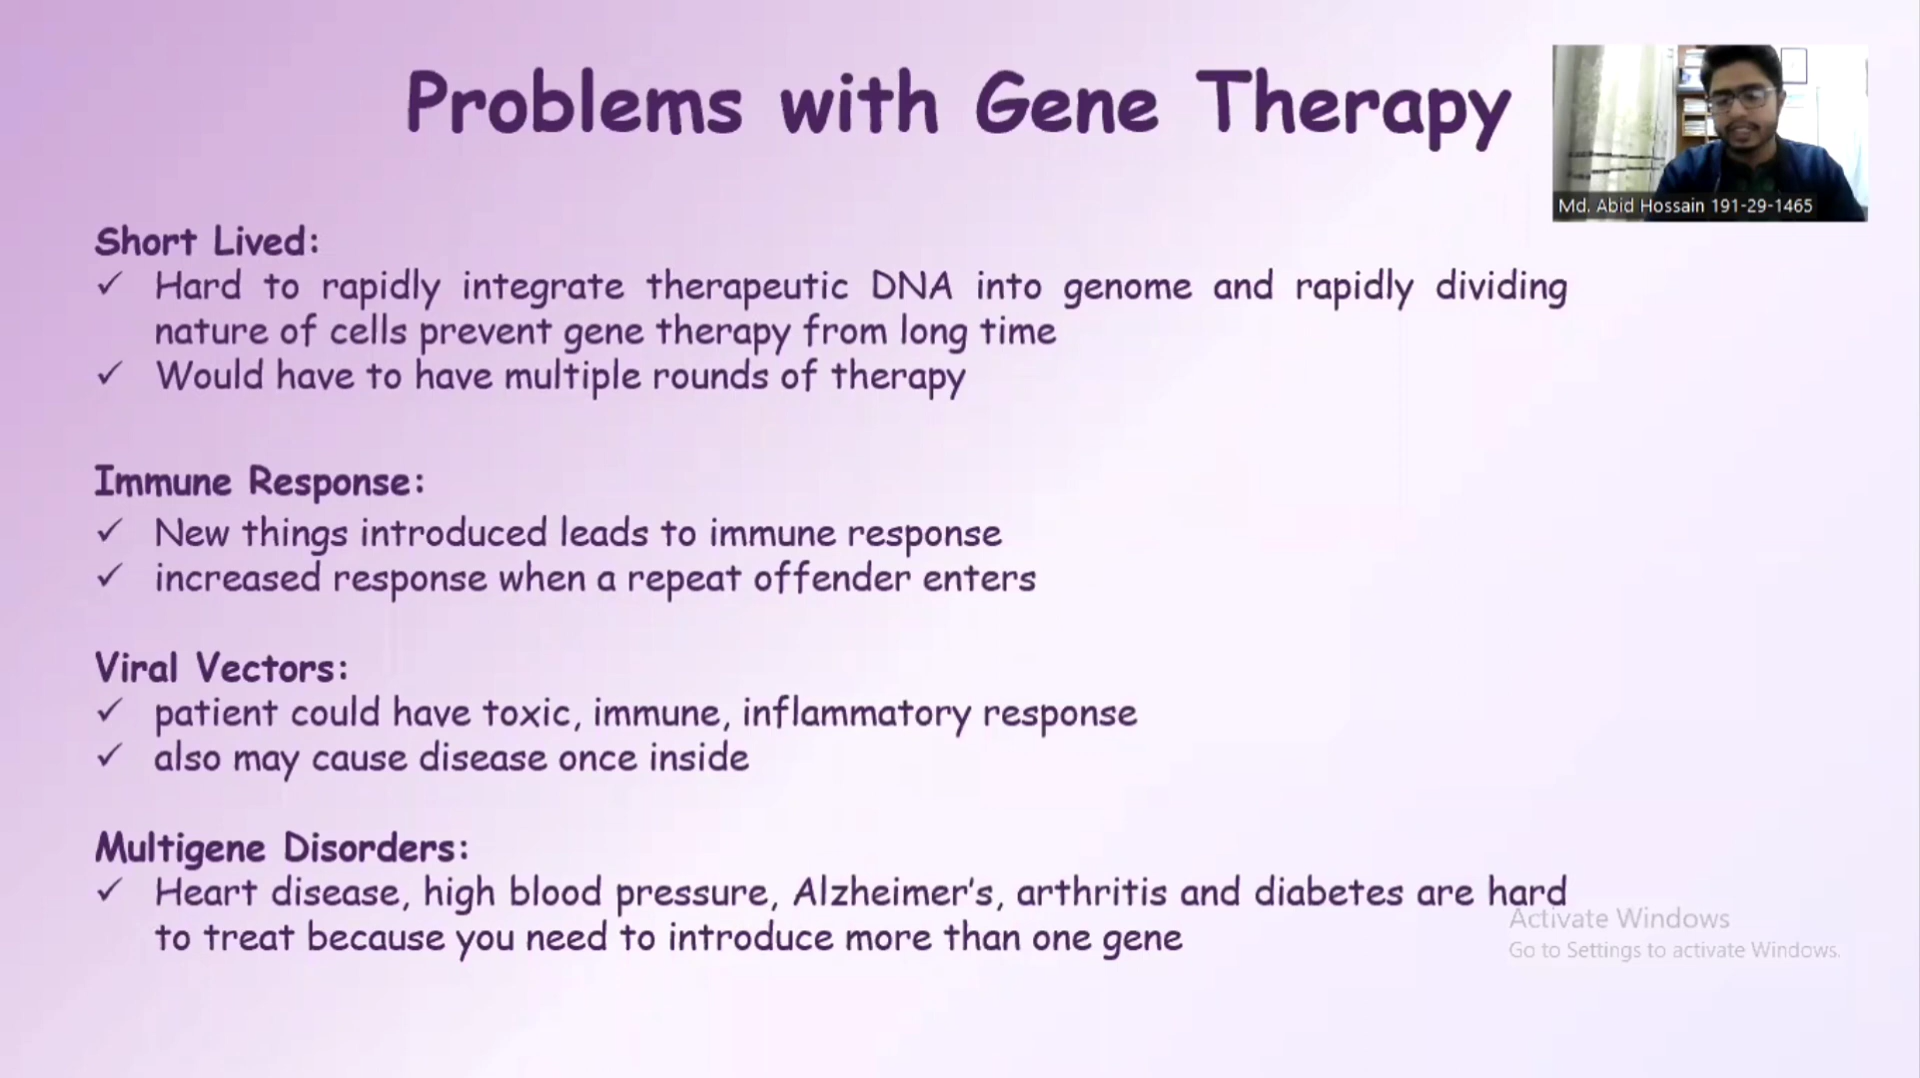 Problems with Gene Therapy
Md. Abid Hossain 191-29-1465
Short Lived:
✓ Hard to rapidly integrate therapeutic DNA into genome and rapidly dividing
nature of cells prevent gene therapy from long time
✓ Would have to have multiple rounds of therapy
Immune Response:
✓ New things introduced leads to immune response
✓ increased response when a repeat offender enters
Viral Vectors:
✓ patient could have toxic, immune, inflammatory response
✓ also may cause disease once inside
Multigene Disorders:
✓ Heart disease, high blood pressure, Alzheimer's, arthritis and diabetes are hard
to treat because you need to introduce more than one gene
Activate Windows
Go to Settings to activate Windows.